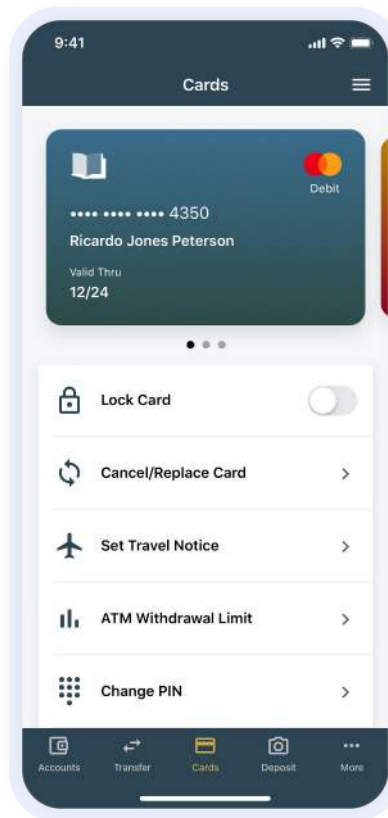 9:41
Cards
Debit
•••• •••• •••• 4350
Ricardo Jones Peterson
Valid Thru
12/24
Lock Card
Cancel/Replace Card
Set Travel Notice
ATM Withdrawal Limit
Change PIN
Accounts Transfer Cards Deposit More